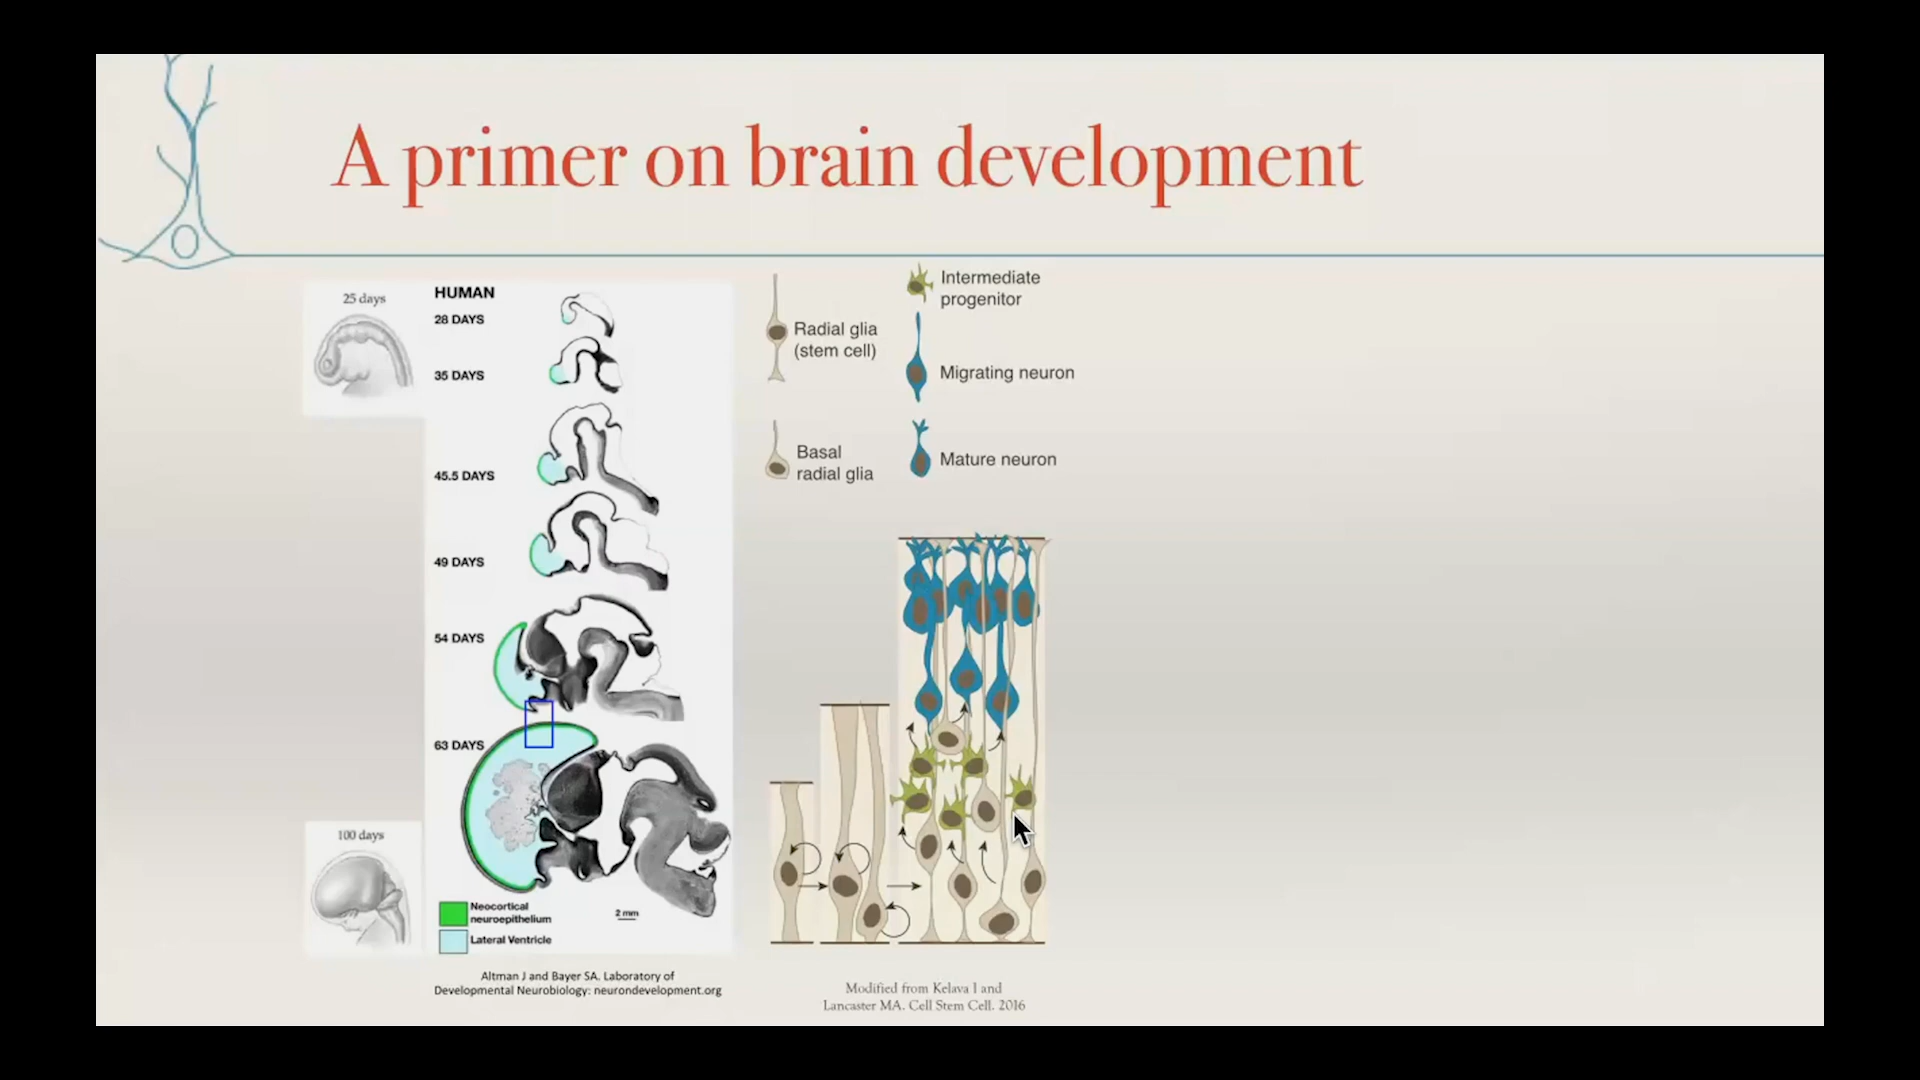 A primer on brain development
25 days
HUMAN
28 DAYS
35 DAYS
45.5 DAYS
49 DAYS
54 DAYS
63 DAYS
100 days
Neocortical
neuroepithelium
Lateral Ventricle
2 mm
Altman J and Bayer SA. Laboratory of
Developmental Neurobiology: neurondevelopment.org
Radial glia
(stem cell)
Basal
radial glia
Intermediate
progenitor
Migrating neuron
Mature neuron
Modified from Kelava I and
Lancaster MA. Cell Stem Cell. 2016